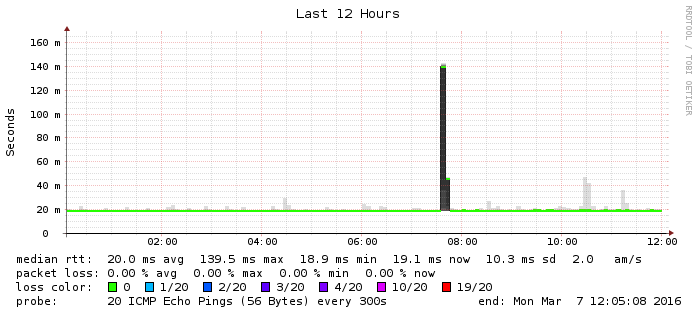 Last 12 Hours
RRDTOOL / TOBI OETIKER
Seconds
160 m
140 m
120 m
100 m
80 m
60 m
40 m
20 m
0
02:00 04:00 06:00 08:00 10:00 12:00
median rtt: 20.0 ms avg 139.5 ms max 18.9 ms min 19.1 ms now 10.3 ms sd 2.0 am/s
packet loss: 0.00 % avg 0.00 % max 0.00 % min 0.00 % now
loss color: 0 1/20 2/20 3/20 4/20 10/20 19/20
probe: 20 ICMP Echo Pings (56 Bytes) every 300s end: Mon Mar 7 12:05:08 2016